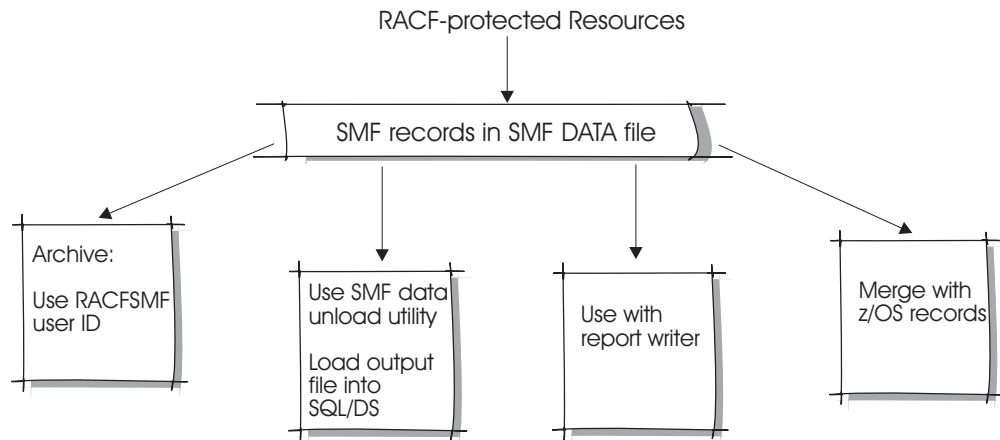 RACF-protected Resources
SMF records in SMF DATA file
Archive:
Use RACFSMF
user ID
Use SMF data
unload utility
Load output
file into
SQL/DS
Use with
report writer
Merge with
z/OS records